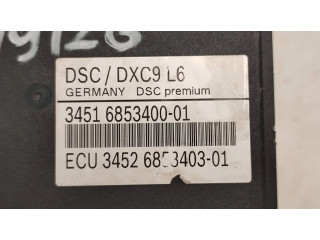 DSC / DXC9 L6
GERMANY DSC premium
3451 6853400-01
ECU 3452 6853403-01